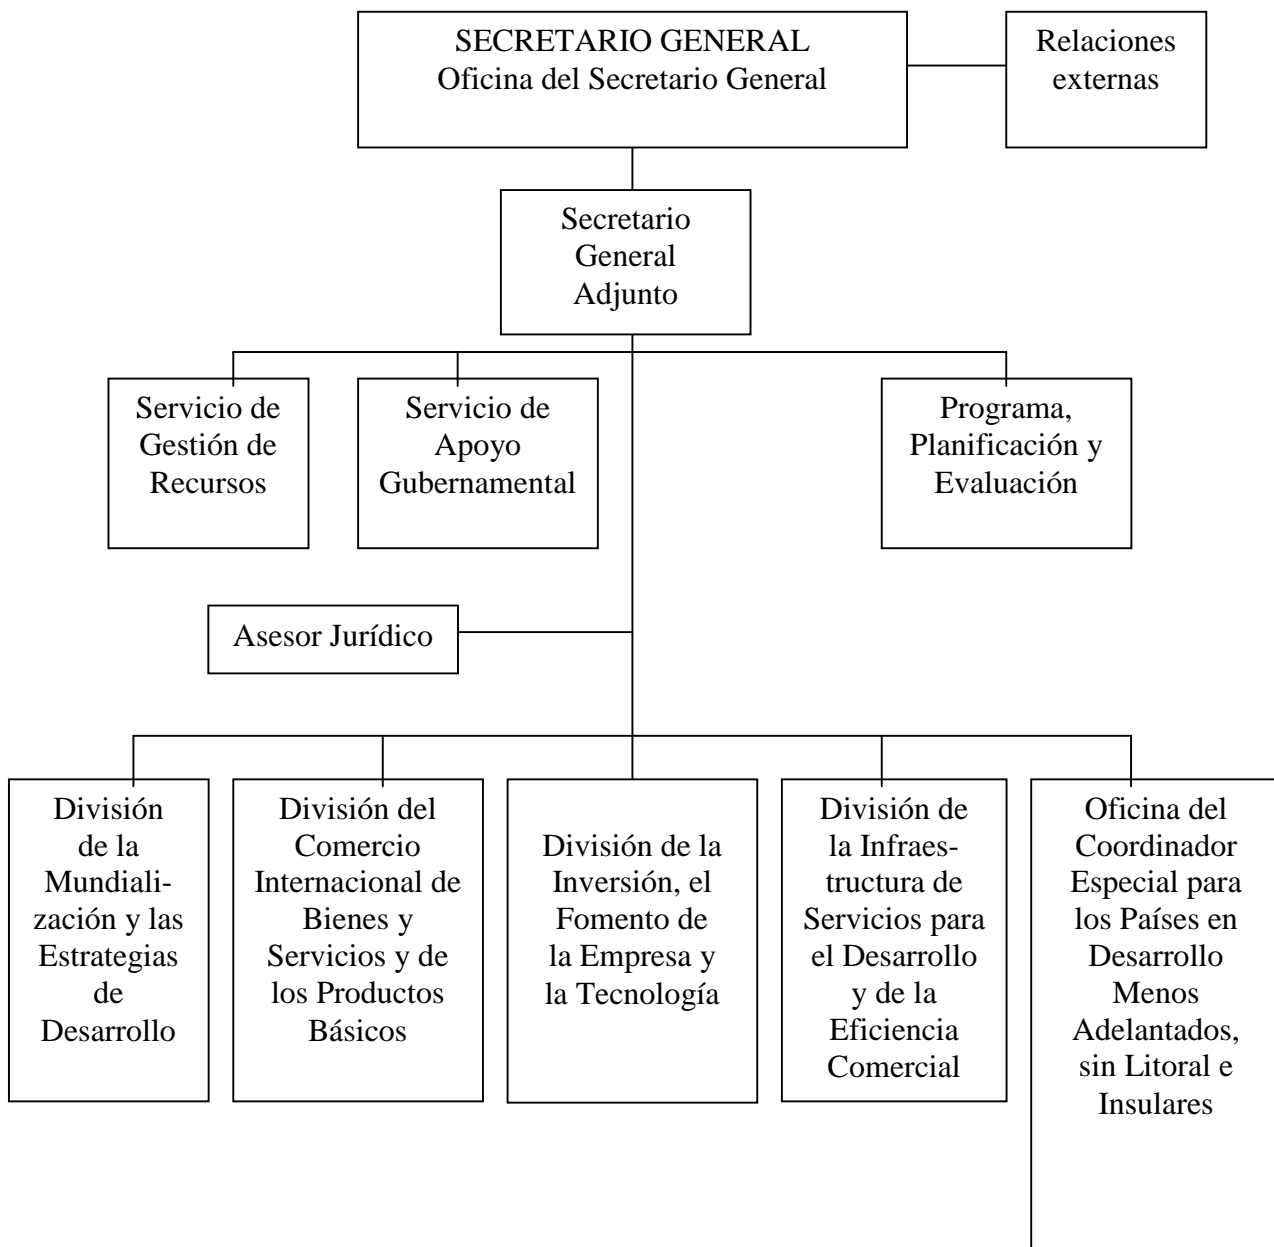 SECRETARIO GENERAL
Oficina del Secretario General
Relaciones
externas
Secretario
General
Adjunto
Servicio de
Gestión de
Recursos
Servicio de
Apoyo
Gubernamental
Programa,
Planificación y
Evaluación
Asesor Jurídico
División
de la
Mundiali-
zación y las
Estrategias
de
Desarrollo
División del
Comercio
Internacional de
Bienes y
Servicios y de
los Productos
Básicos
División de la
Inversión, el
Fomento de
la Empresa y
la Tecnología
División de
la Infraes-
tructura de
Servicios para
el Desarrollo
y de la
Eficiencia
Comercial
Oficina del
Coordinador
Especial para
los Países en
Desarrollo
Menos
Adelantados,
sin Litoral e
Insulares